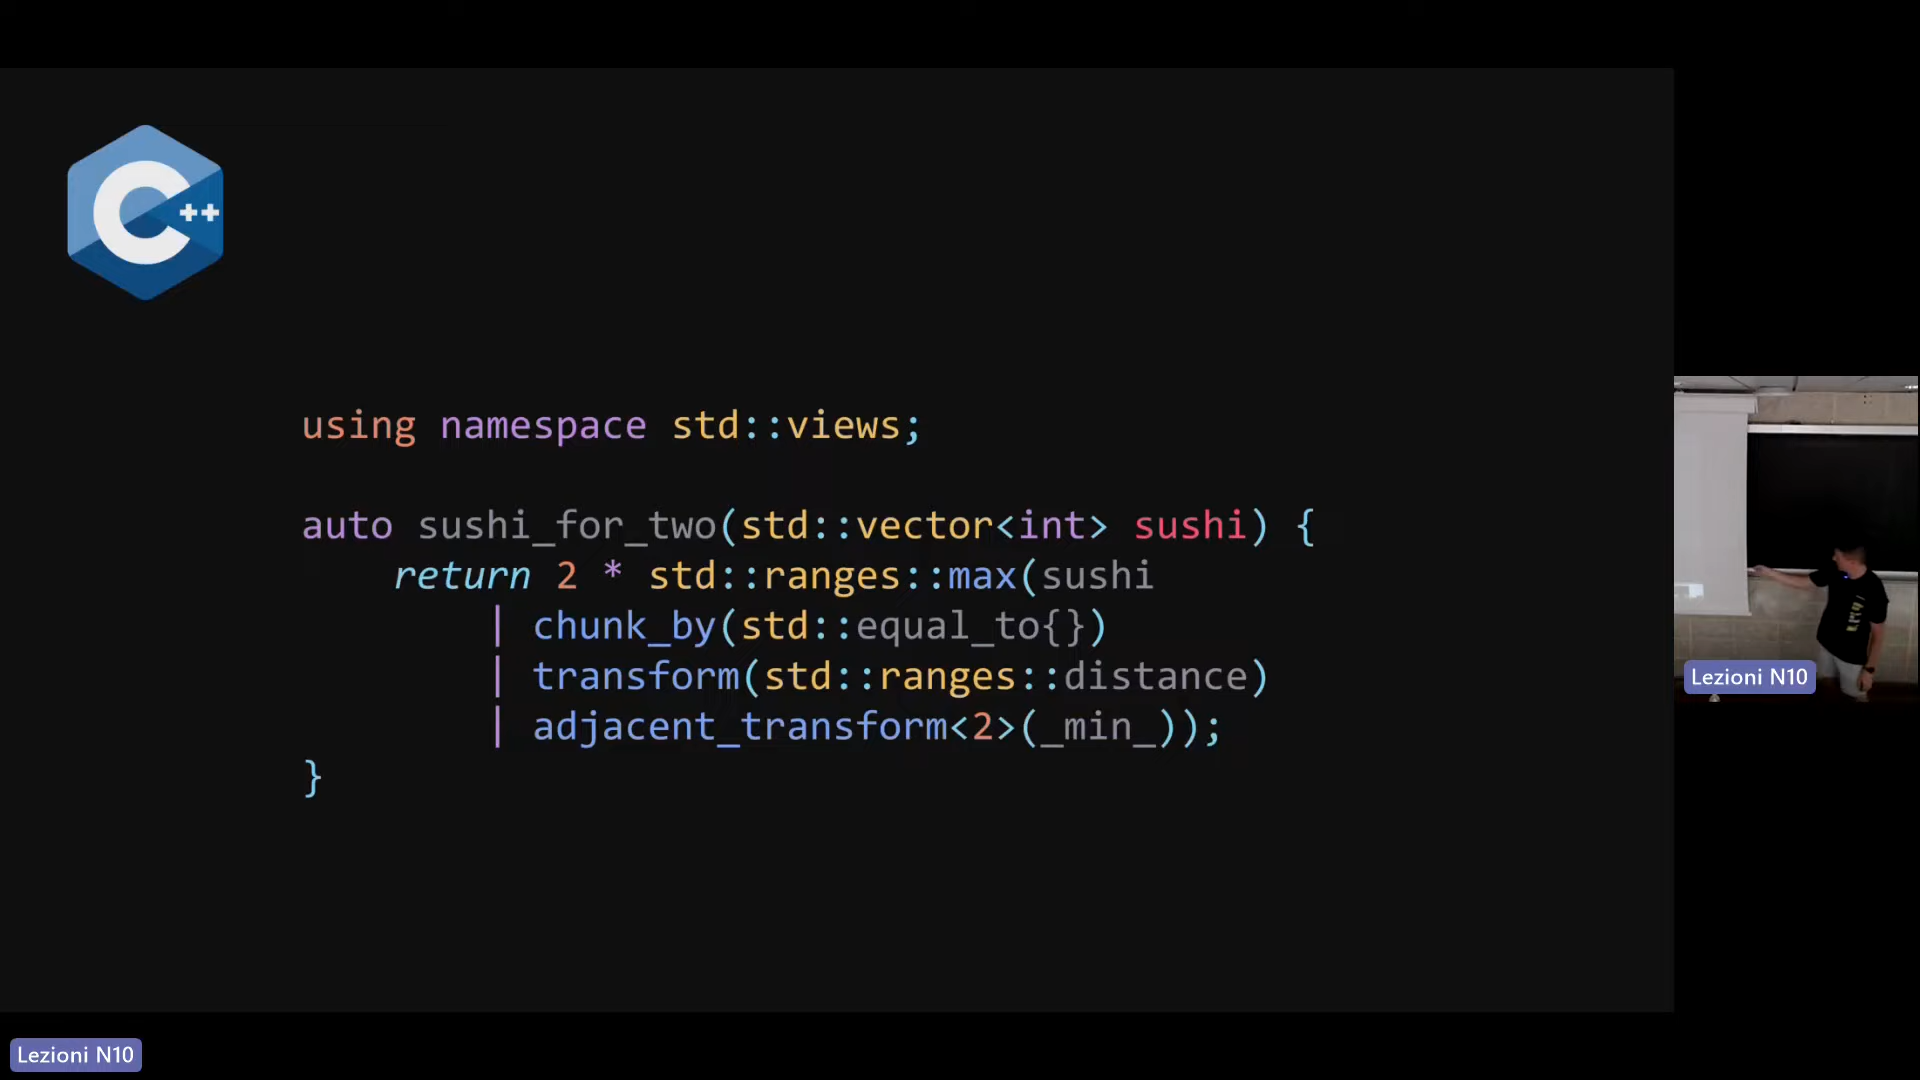 C++
using namespace std::views;
auto sushi_for_two(std::vector<int> sushi) {
return 2 * std::ranges::max(sushi
| chunk_by(std::equal_to{})
| transform(std::ranges::distance)
| adjacent_transform<2>(_min_));
}
Lezioni N10
Lezioni N10